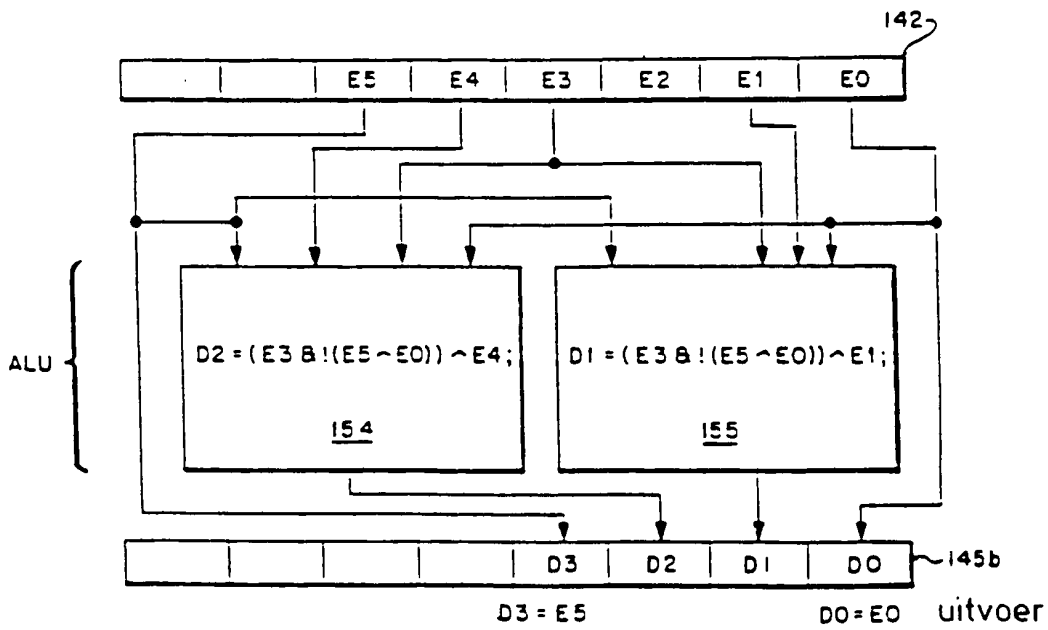 142
E5 E4 E3 E2 E1 E0
ALU
D2=(E3&!(E5^E0))^E4;
D1=(E3&!(E5^E0))^E1;
154
155
D3 D2 D1 D0
145b
D3=E5
D0=E0
uitvoer